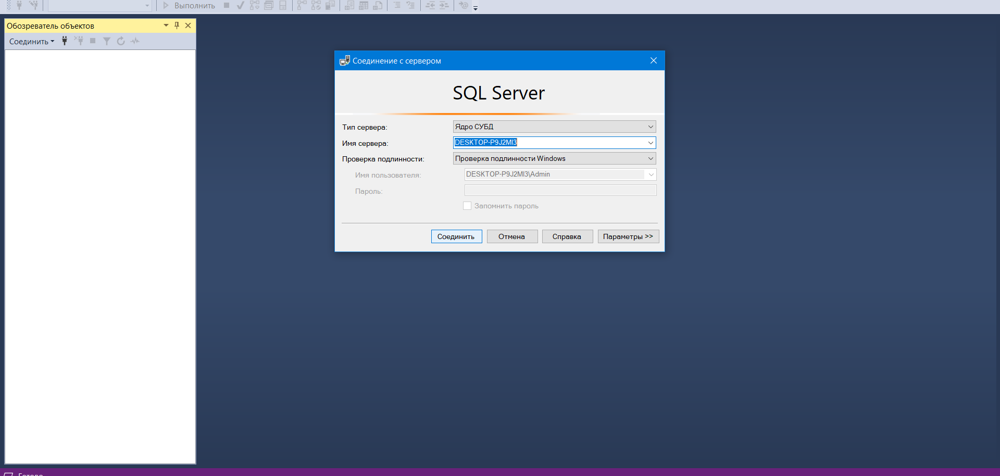 Выполнить
Обозреватель объектов
Соединить
Соединение с сервером
SQL Server
Тип сервера: Ядро СУБД
Имя сервера: DESKTOP-P9J2MI3
Проверка подлинности: Проверка подлинности Windows
Имя пользователя: DESKTOP-P9J2MI3\Admin
Пароль:
Запомнить пароль
Соединить Отмена Справка Параметры >>
Готово